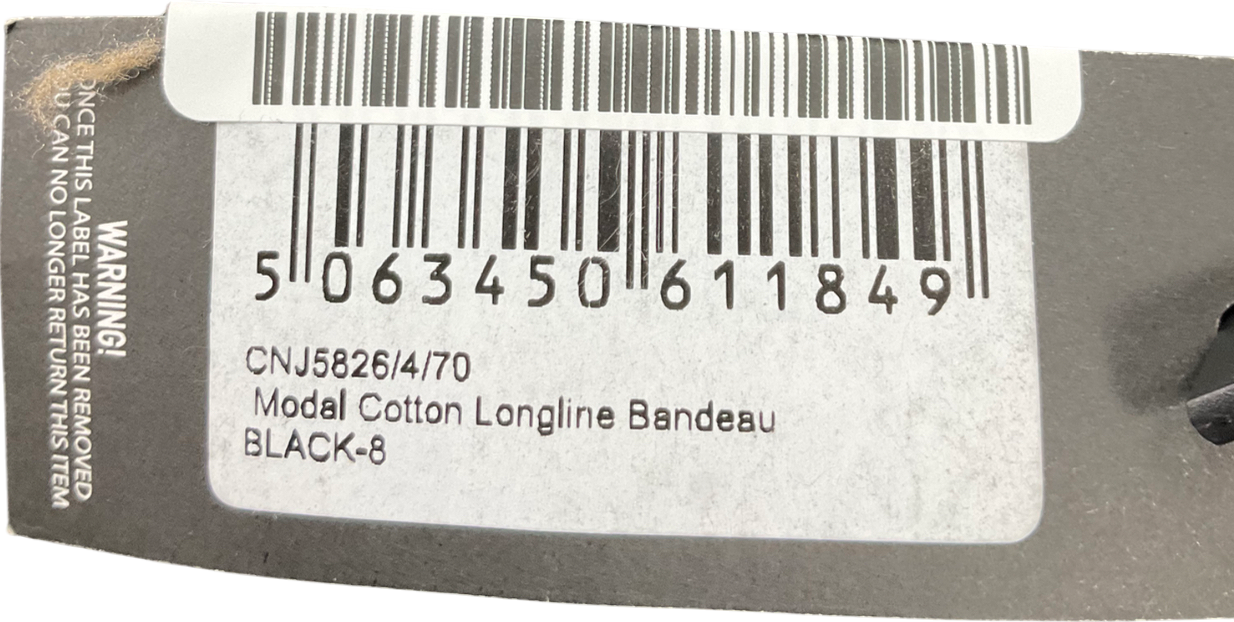 5 063450 611849
CNJ5826/4/70
Modal Cotton Longline Bandeau
BLACK-8
WARNING!
ONCE THIS LABEL HAS BEEN REMOVED
YOU CAN NO LONGER RETURN THIS ITEM